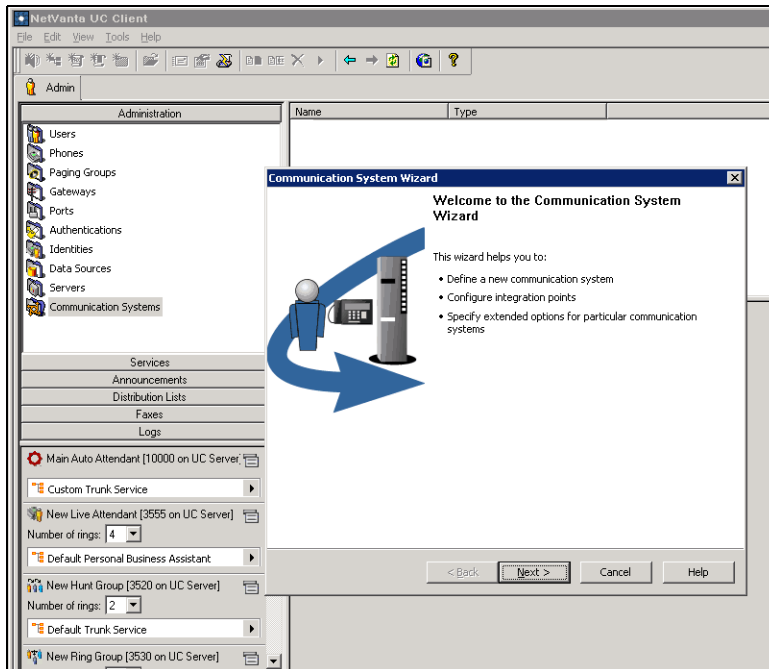 NetVanta UC Client
File Edit View Tools Help
Admin
Administration
Name Type
Users
Phones
Paging Groups
Gateways
Ports
Authentications
Identities
Data Sources
Servers
Communication Systems
Communication System Wizard
Welcome to the Communication System
Wizard
This wizard helps you to:
• Define a new communication system
• Configure integration points
• Specify extended options for particular communication
systems
< Back Next > Cancel Help
Services
Announcements
Distribution Lists
Faxes
Logs
Main Auto Attendant [10000 on UC Server]
Custom Trunk Service
New Live Attendant [3555 on UC Server]
Number of rings: 4
Default Personal Business Assistant
New Hunt Group [3520 on UC Server]
Number of rings: 2
Default Trunk Service
New Ring Group [3530 on UC Server]